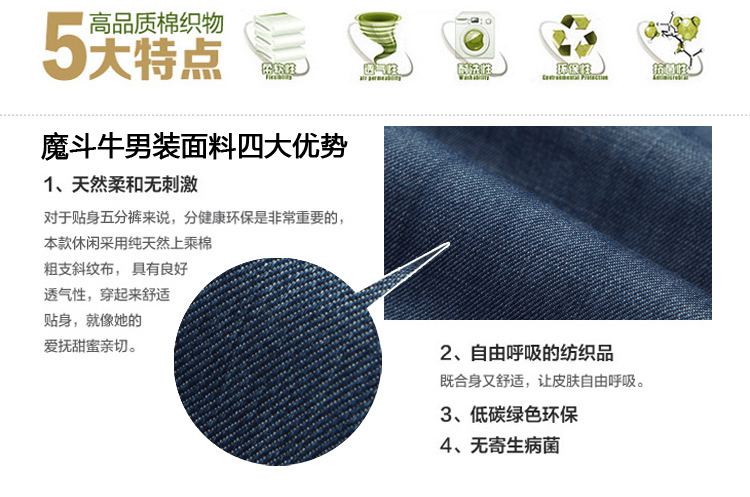 5
高品质棉织物
大特点
柔软性
Flexibility
透气性
air permeability
耐洗性
Washability
环保性
Environmental Protection
抗菌性
Antimicrobial
魔斗牛男装面料四大优势
1、天然柔和无刺激
对于贴身五分裤来说，分健康环保是非常重要的，
本款休闲采用纯天然上乘棉
粗支斜纹布， 具有良好
透气性，穿起来舒适
贴身，就像她的
爱抚甜蜜亲切。
2、自由呼吸的纺织品
既合身又舒适，让皮肤自由呼吸。
3、低碳绿色环保
4、无寄生病菌